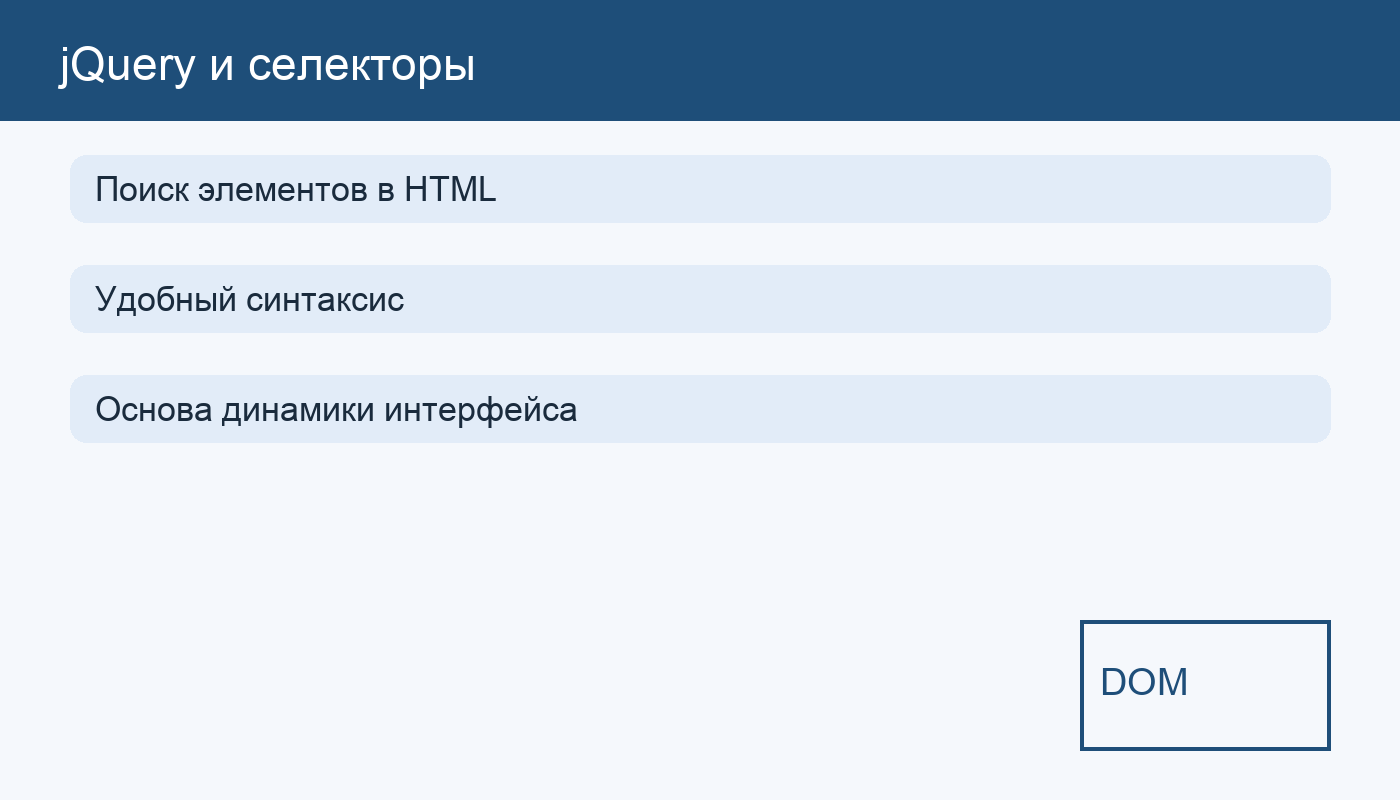 jQuery и селекторы
Поиск элементов в HTML
Удобный синтаксис
Основа динамики интерфейса
DOM